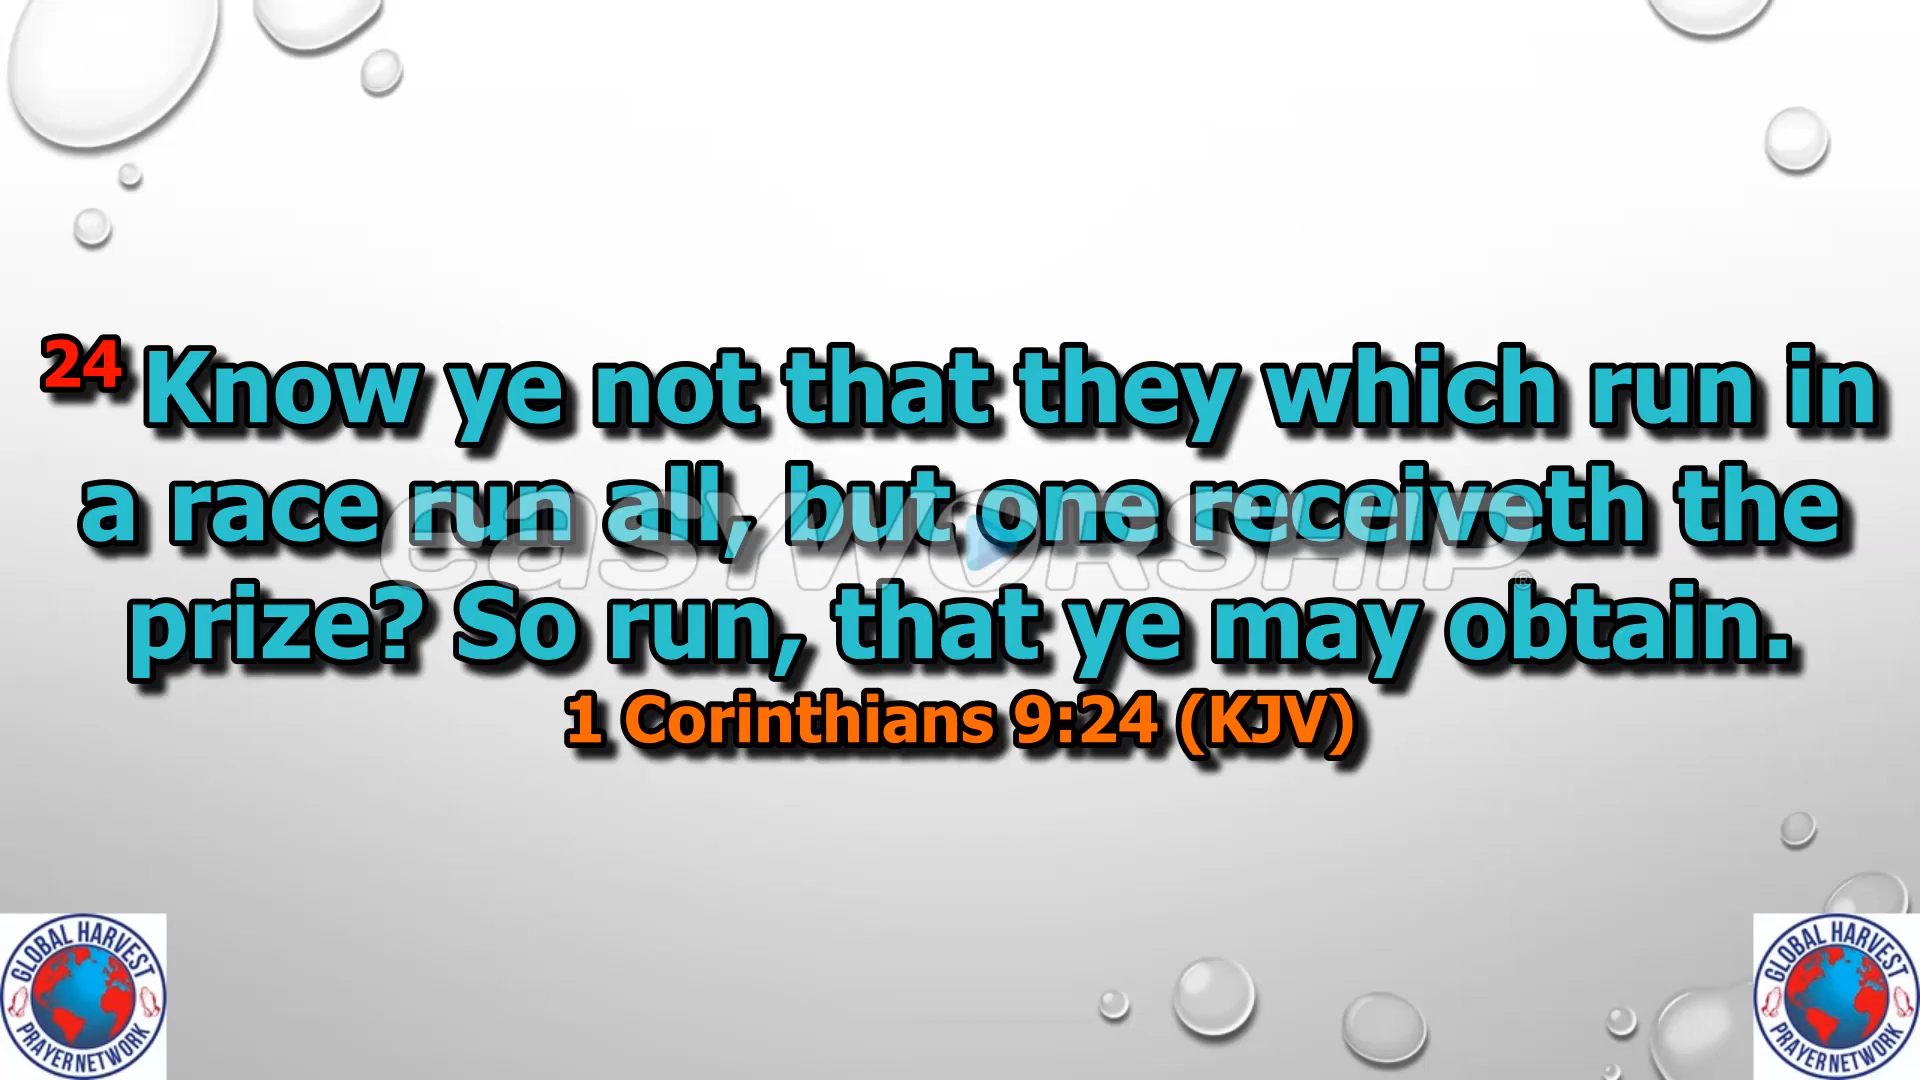 24 Know ye not that they which run in
a race run all, but one receiveth the
prize? So run, that ye may obtain.
1 Corinthians 9:24 (KJV)
easyworship®
GLOBAL HARVEST
PRAYER NETWORK
GLOBAL HARVEST
PRAYER NETWORK